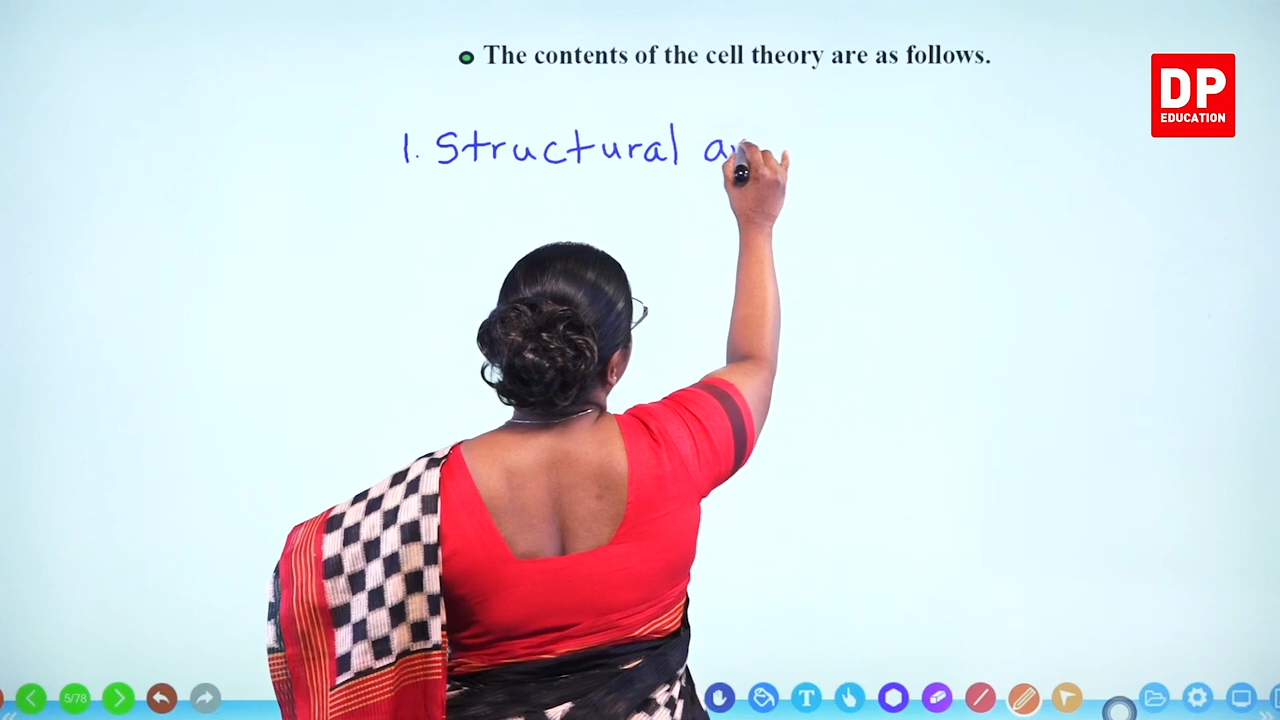 The contents of the cell theory are as follows.
DP
EDUCATION
1. Structural
5/78
T